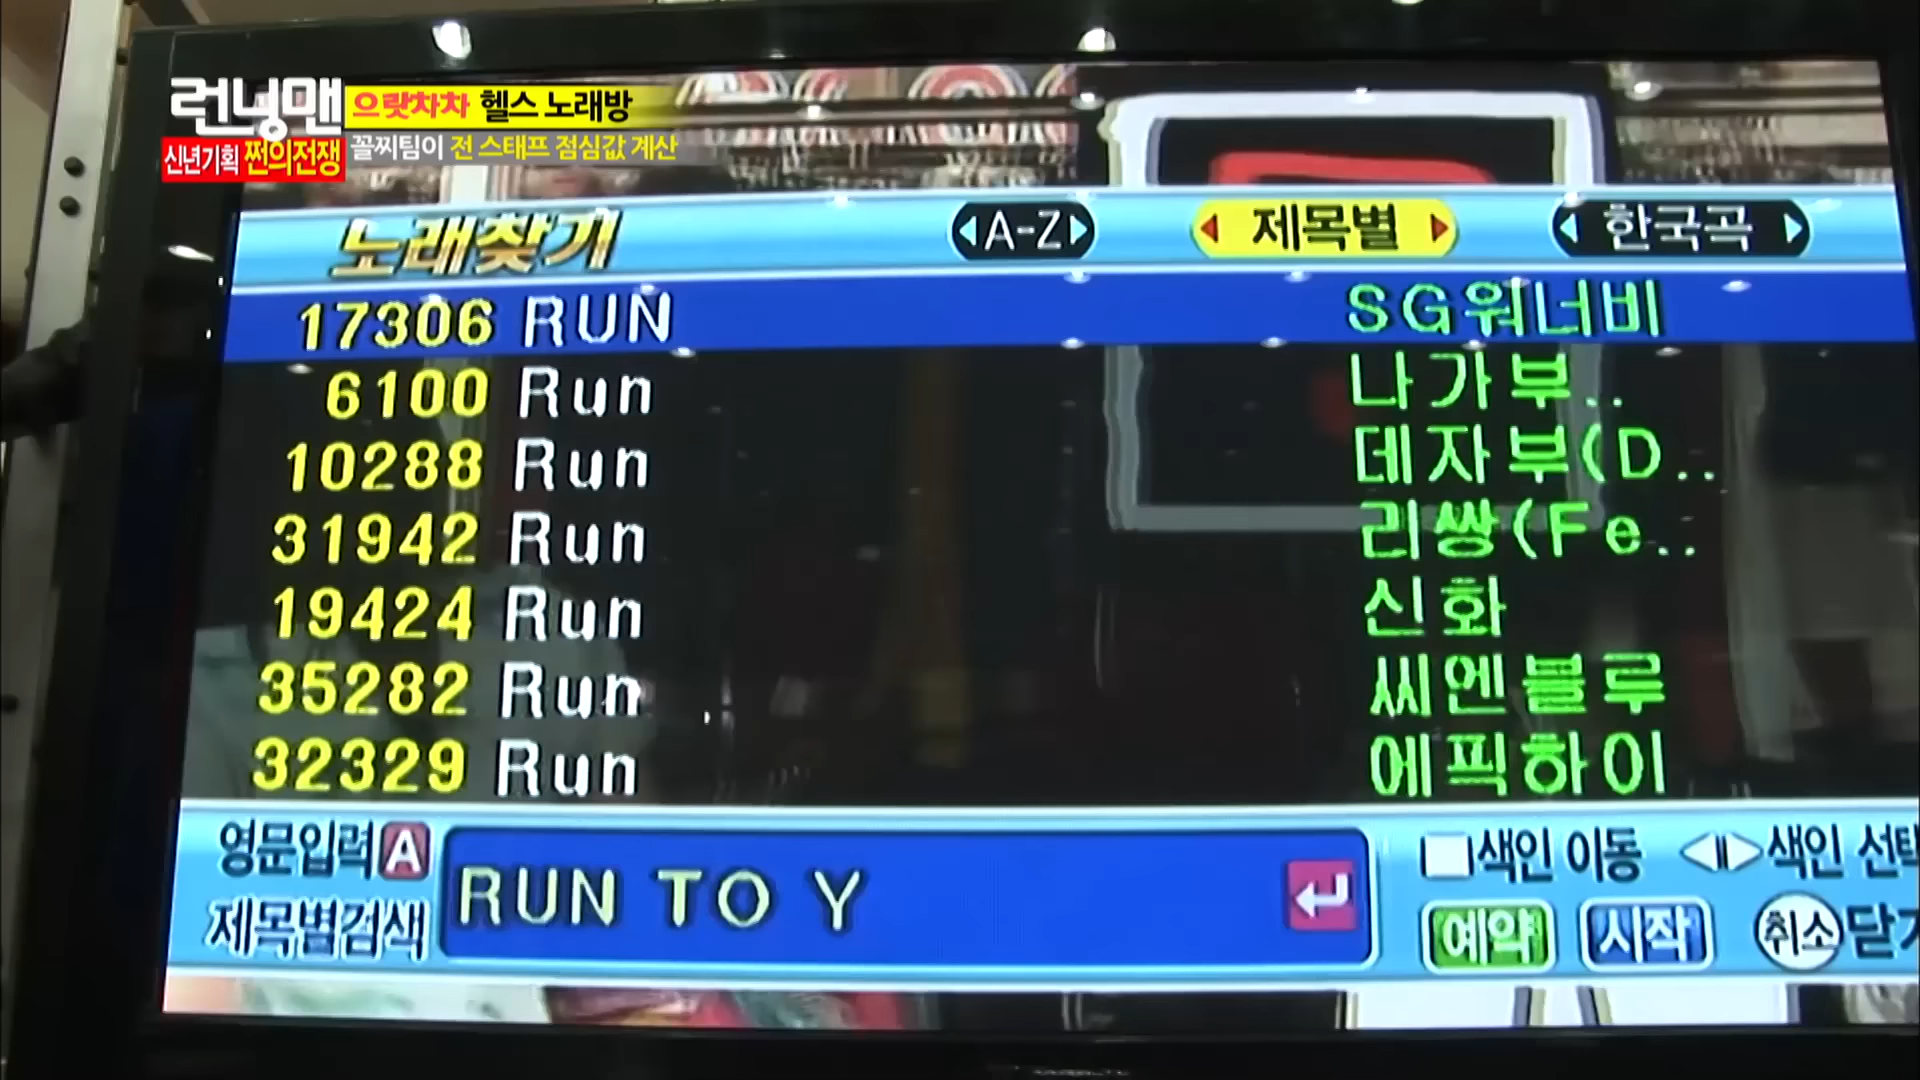 런닝맨 으랏차차 헬스 노래방
신년기획 쩐의전쟁 꼴찌팀이 전 스태프 점심값 계산
노래찾기 A-Z 제목별 한국곡
17306 RUN SG워너비
6100 Run 나가부..
10288 Run 데자부(D..
31942 Run 리쌍(Fe..
19424 Run 신화
35282 Run 씨엔블루
32329 Run 에픽하이
영문입력 A 색인 이동 색인 선택
제목별검색 RUN TO Y 예약 시작 취소 닫기